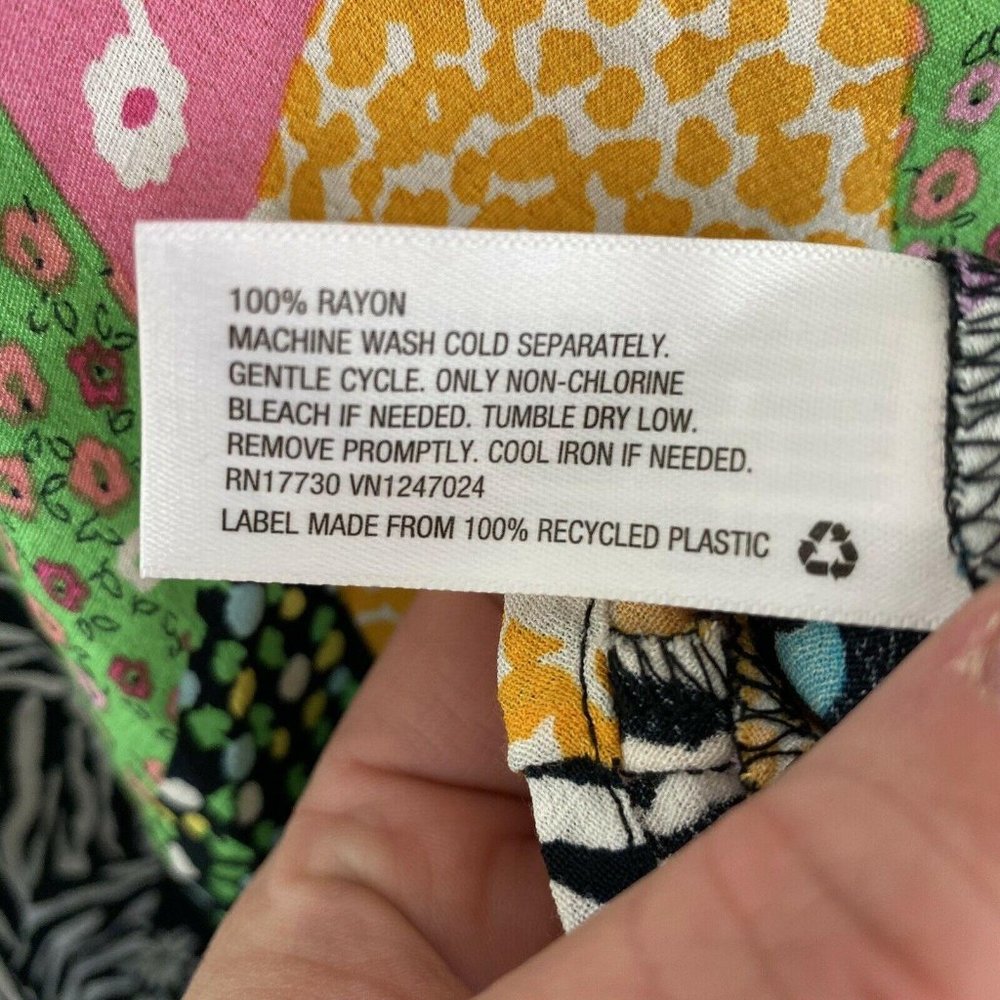 100% RAYON
MACHINE WASH COLD SEPARATELY.
GENTLE CYCLE. ONLY NON-CHLORINE
BLEACH IF NEEDED. TUMBLE DRY LOW.
REMOVE PROMPTLY. COOL IRON IF NEEDED.
RN17730 VN1247024
LABEL MADE FROM 100% RECYCLED PLASTIC